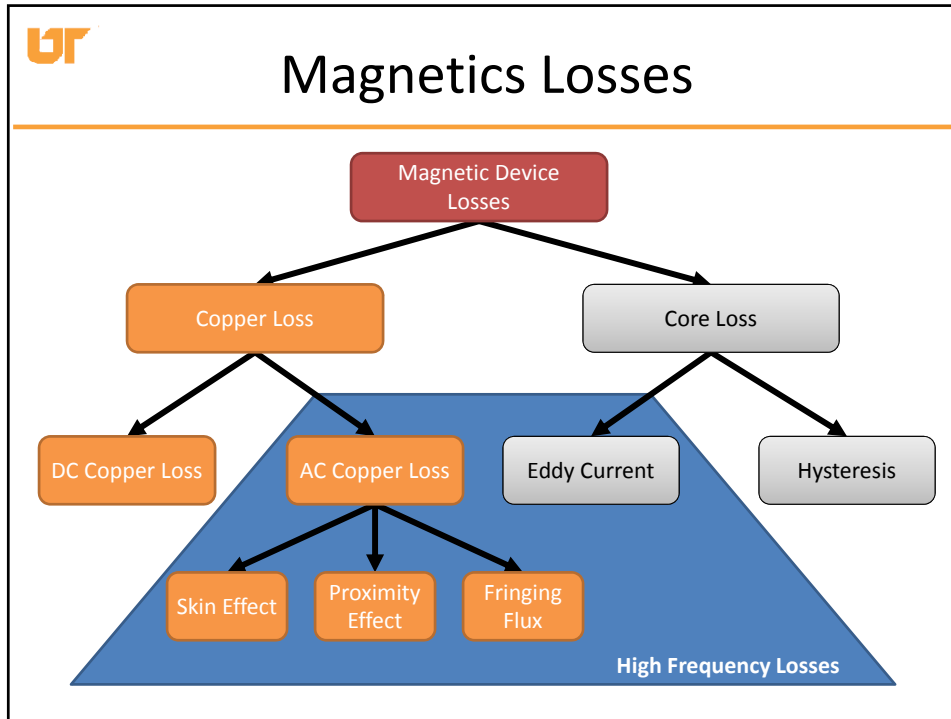 UT
Magnetics Losses
Magnetic Device
Losses
Copper Loss
Core Loss
DC Copper Loss
AC Copper Loss
Eddy Current
Hysteresis
Skin Effect
Proximity
Effect
Fringing
Flux
High Frequency Losses